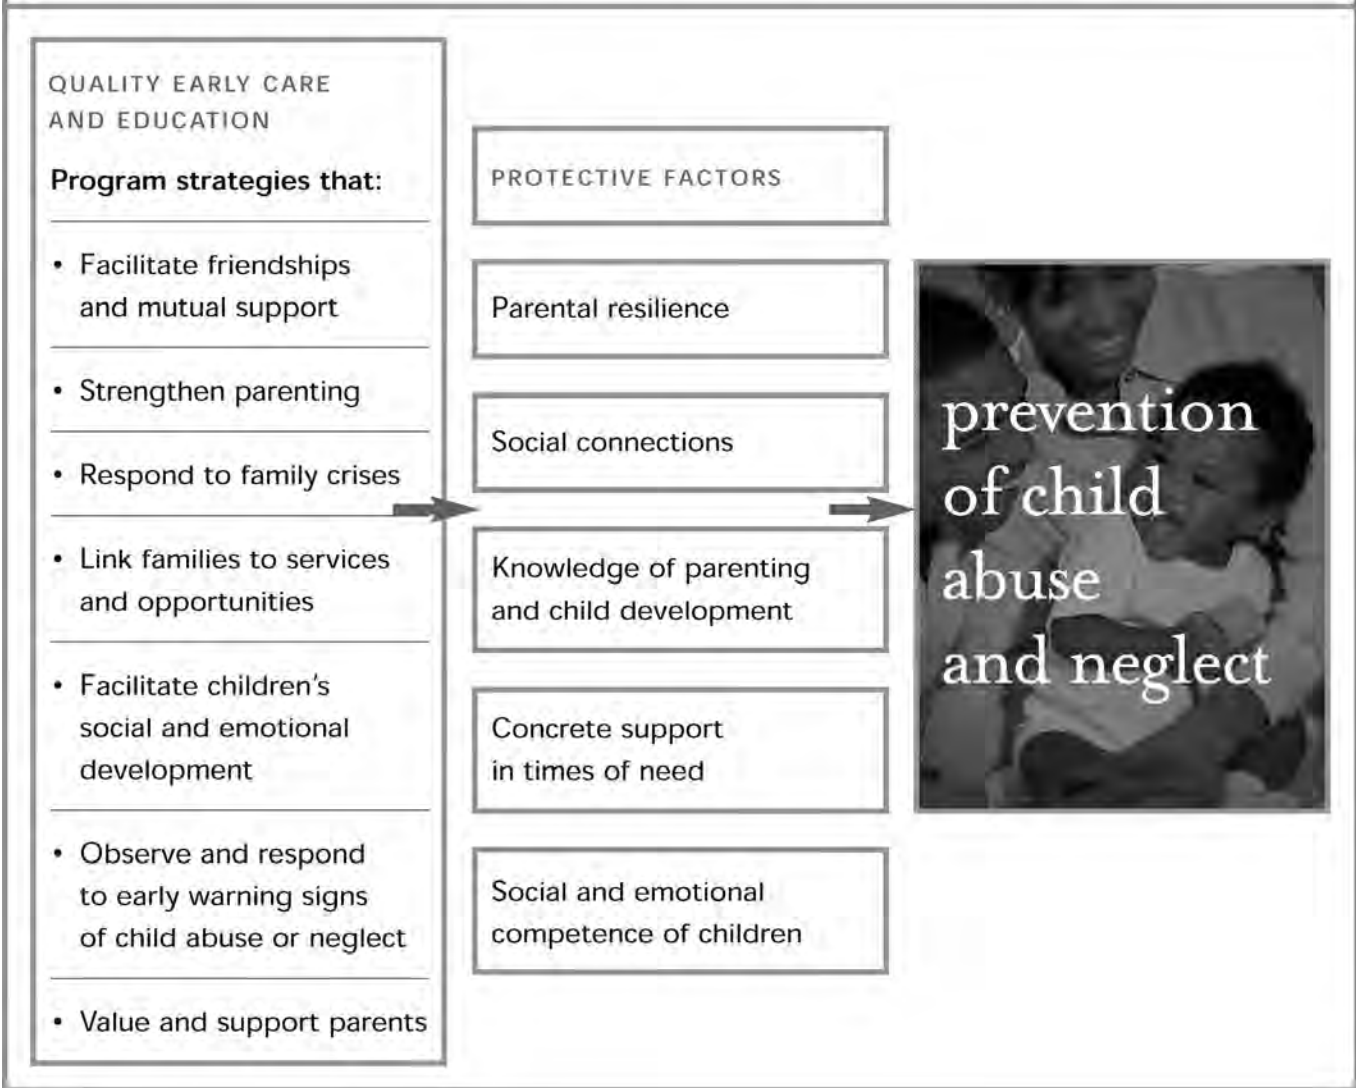 QUALITY EARLY CARE
AND EDUCATION
Program strategies that:
• Facilitate friendships
and mutual support
• Strengthen parenting
• Respond to family crises
• Link families to services
and opportunities
• Facilitate children’s
social and emotional
development
• Observe and respond
to early warning signs
of child abuse or neglect
• Value and support parents
PROTECTIVE FACTORS
Parental resilience
Social connections
Knowledge of parenting
and child development
Concrete support
in times of need
Social and emotional
competence of children
prevention
of child
abuse
and neglect